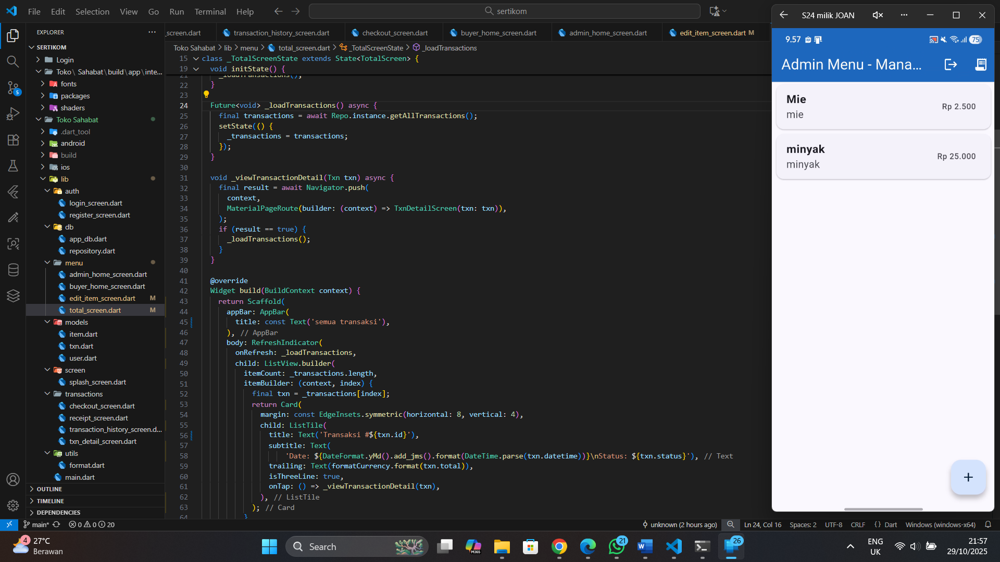 File Edit Selection View Go Run Terminal Help
sertikom
EXPLORER
SERTIKOM
Login
Toko\ Sahabat\build\app\inte...
fonts
packages
shaders
Toko Sahabat
.dart_tool
android
build
ios
lib
auth
login_screen.dart
register_screen.dart
db
app_db.dart
repository.dart
menu
admin_home_screen.dart
buyer_home_screen.dart
edit_item_screen.dart M
total_screen.dart M
models
item.dart
txn.dart
user.dart
screen
splash_screen.dart
transactions
checkout_screen.dart
receipt_screen.dart
transaction_history_screen.d...
txn_detail_screen.dart
utils
format.dart
main.dart
OUTLINE
TIMELINE
DEPENDENCIES
5
_screen.dart transaction_history_screen.dart checkout_screen.dart buyer_home_screen.dart admin_home_screen.dart edit_item_screen.dart M
Toko Sahabat > lib > menu > total_screen.dart > _TotalScreenState > _loadTransactions
15 class _TotalScreenState extends State<TotalScreen> {
19 void initState() {
21 _loadTransactions();
22 }
23
24 Future<void> _loadTransactions() async {
25 final transactions = await Repo.instance.getAllTransactions();
26 setState(() {
27 _transactions = transactions;
28 });
29 }
30
31 void _viewTransactionDetail(Txn txn) async {
32 final result = await Navigator.push(
33 context,
34 MaterialPageRoute(builder: (context) => TxnDetailScreen(txn: txn)),
35 );
36 if (result == true) {
37 _loadTransactions();
38 }
39 }
40
41 @override
42 Widget build(BuildContext context) {
43 return Scaffold(
44 appBar: AppBar(
45 title: const Text('semua transaksi'),
46 ), // AppBar
47 body: RefreshIndicator(
48 onRefresh: _loadTransactions,
49 child: ListView.builder(
50 itemCount: _transactions.length,
51 itemBuilder: (context, index) {
52 final txn = _transactions[index];
53 return Card(
54 margin: const EdgeInsets.symmetric(horizontal: 8, vertical: 4),
55 child: ListTile(
56 title: Text('Transaksi #${txn.id}'),
57 subtitle: Text(
58 'Date: ${DateFormat.yMd().add_jms().format(DateTime.parse(txn.datetime))}\nStatus: ${txn.status}'), // Text
59 trailing: Text(formatCurrency.format(txn.total)),
60 isThreeLine: true,
61 onTap: () => _viewTransactionDetail(txn),
62 ), // ListTile
63 ); // Card
64 }
S24 milik JOAN
9.57 75
Admin Menu - Mana...
Mie
mie
Rp 2.500
minyak
minyak
Rp 25.000
+
main* 0 0 20 unknown (2 hours ago) Ln 24, Col 16 Spaces: 2 UTF-8 CRLF {} Dart Windows (windows-x64)
4 27°C
Berawan
Search
M365
21
26
ENG
UK
21:57
29/10/2025